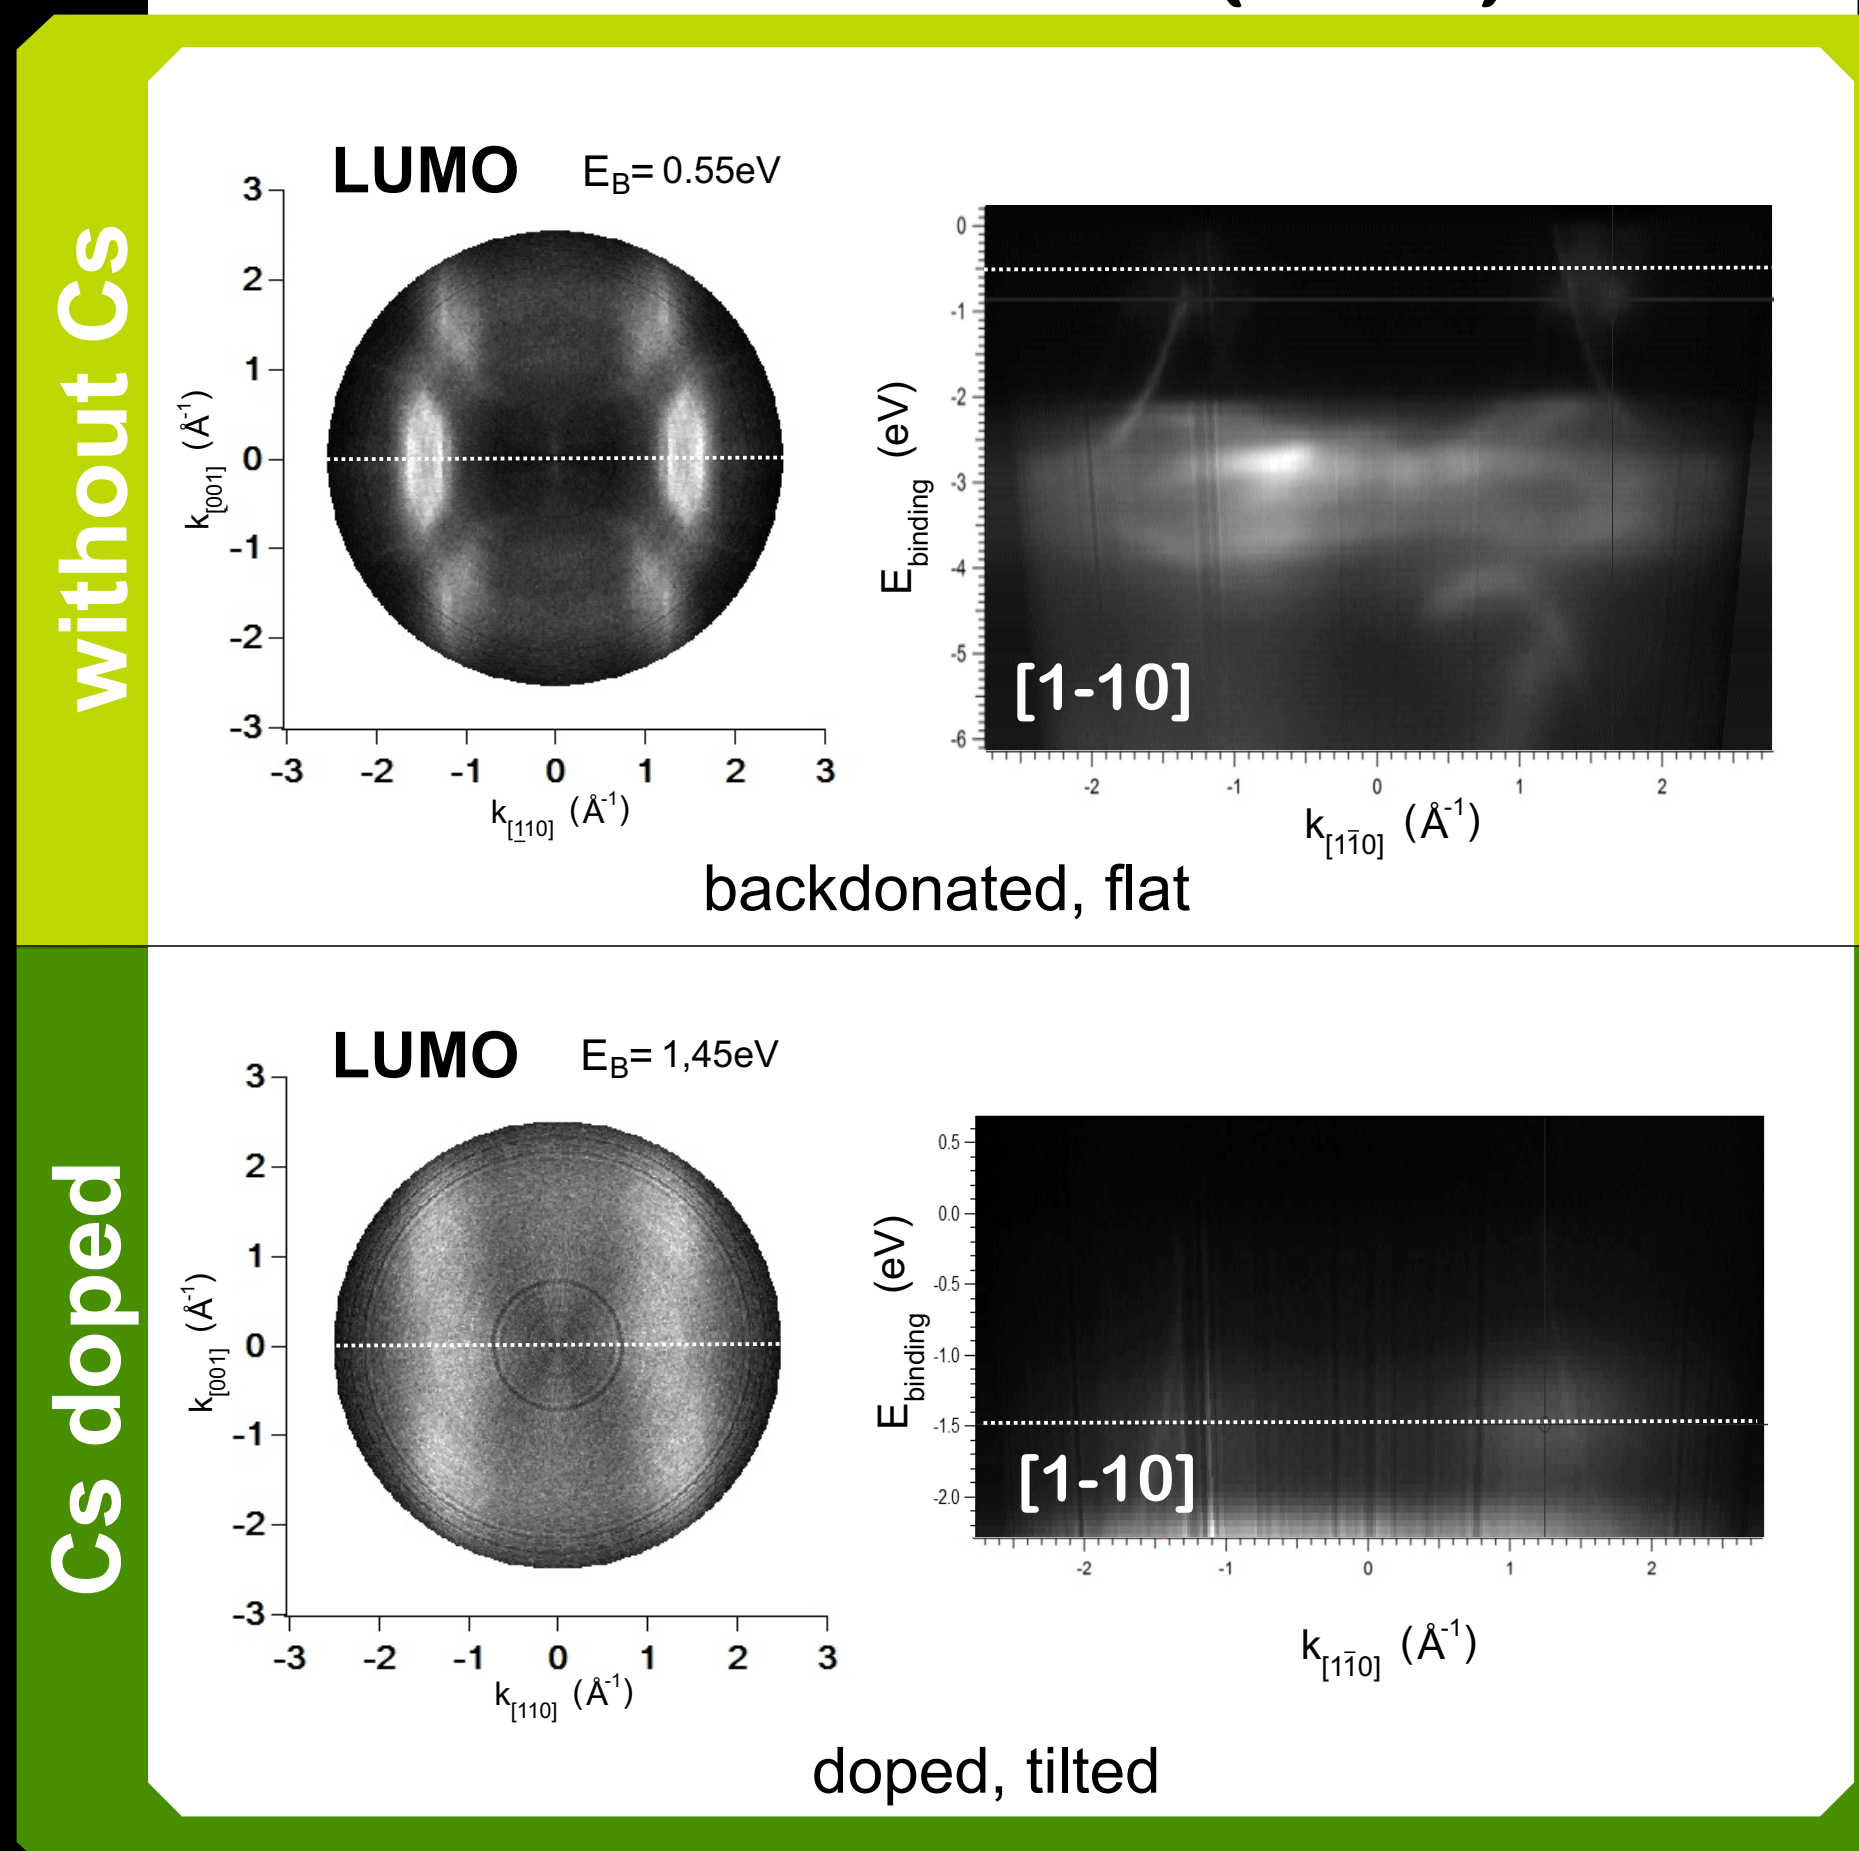 without Cs
LUMO
E_B= 0.55eV
3
2
1
0
-1
-2
-3
k_[001] (Å⁻¹)
-3 -2 -1 0 1 2 3
k_[110] (Å⁻¹)
0
-1
-2
-3
-4
-5
-6
E_binding (eV)
[1-10]
-2 -1 0 1 2
k_[11̄0] (Å⁻¹)
backdonated, flat
Cs doped
LUMO
E_B= 1,45eV
3
2
1
0
-1
-2
-3
k_[001] (Å⁻¹)
-3 -2 -1 0 1 2 3
k_[110] (Å⁻¹)
0.5
0.0
-0.5
-1.0
-1.5
-2.0
E_binding (eV)
[1-10]
-2 -1 0 1 2
k_[11̄0] (Å⁻¹)
doped, tilted